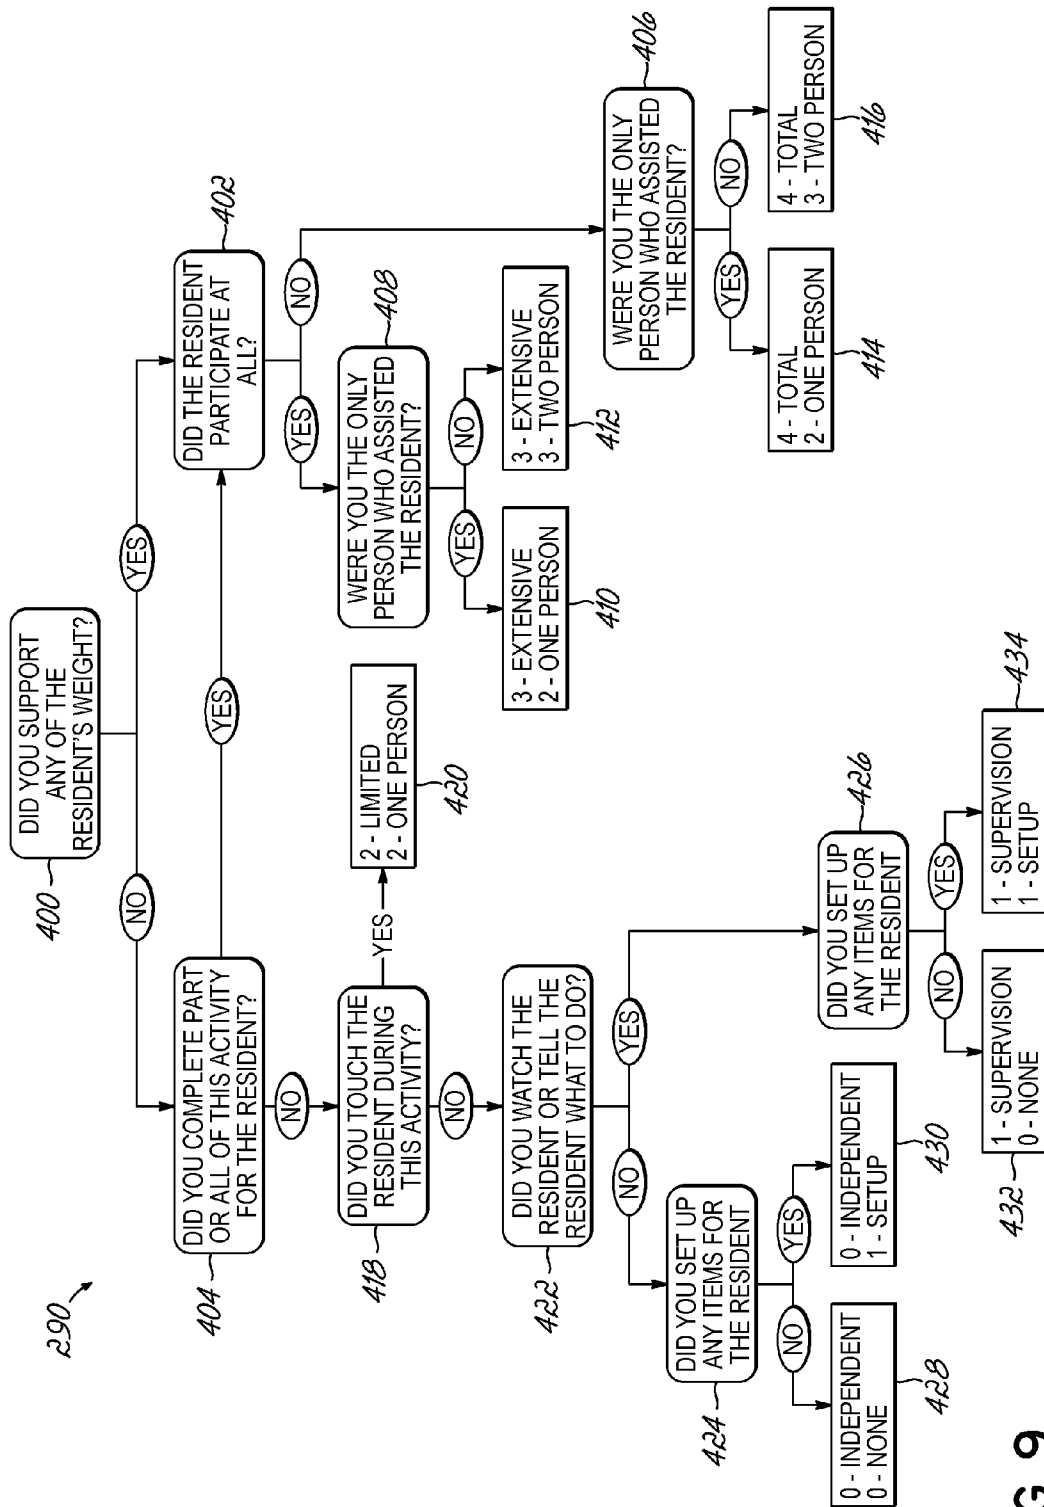 290
400
DID YOU SUPPORT
ANY OF THE
RESIDENT'S WEIGHT?
NO
YES
404
DID YOU COMPLETE PART
OR ALL OF THIS ACTIVITY
FOR THE RESIDENT?
YES
DID THE RESIDENT
PARTICIPATE AT
ALL?
402
NO
YES
NO
418
DID YOU TOUCH THE
RESIDENT DURING
THIS ACTIVITY?
YES
2 - LIMITED
2 - ONE PERSON
420
WERE YOU THE ONLY
PERSON WHO ASSISTED
THE RESIDENT?
408
NO
YES
NO
422
DID YOU WATCH THE
RESIDENT OR TELL THE
RESIDENT WHAT TO DO?
3 - EXTENSIVE
2 - ONE PERSON
410
3 - EXTENSIVE
3 - TWO PERSON
412
WERE YOU THE ONLY
PERSON WHO ASSISTED
THE RESIDENT?
406
NO
YES
YES
NO
424
DID YOU SET UP
ANY ITEMS FOR
THE RESIDENT
4 - TOTAL
2 - ONE PERSON
414
4 - TOTAL
3 - TWO PERSON
416
NO
YES
DID YOU SET UP
ANY ITEMS FOR
THE RESIDENT
426
0 - INDEPENDENT
0 - NONE
428
0 - INDEPENDENT
1 - SETUP
430
NO
YES
432
1 - SUPERVISION
0 - NONE
1 - SUPERVISION
1 - SETUP
434
G 9